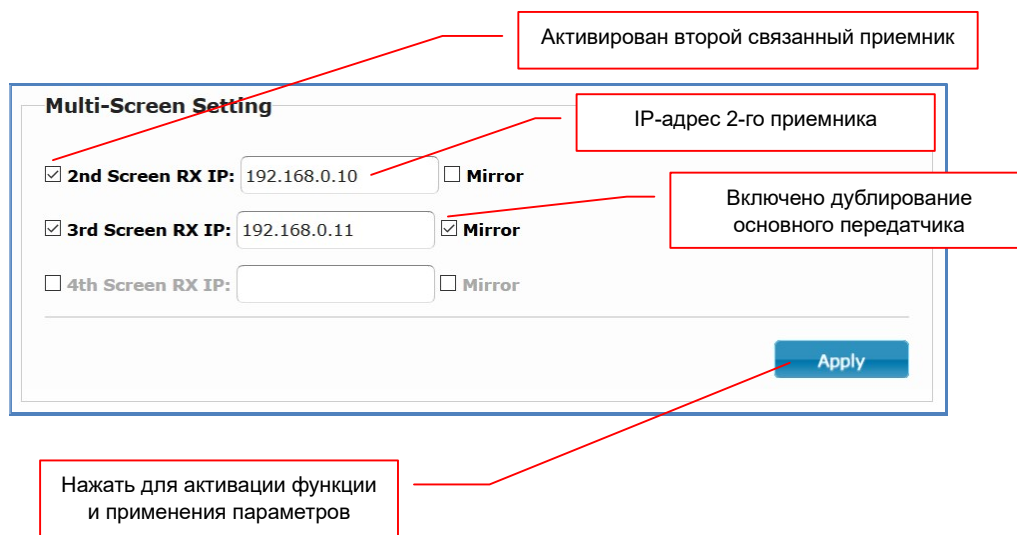 Активирован второй связанный приемник
Multi-Screen Setting
IP-адрес 2-го приемника
2nd Screen RX IP: 192.168.0.10 Mirror
Включено дублирование
основного передатчика
3rd Screen RX IP: 192.168.0.11 Mirror
4th Screen RX IP: Mirror
Apply
Нажать для активации функции
и применения параметров